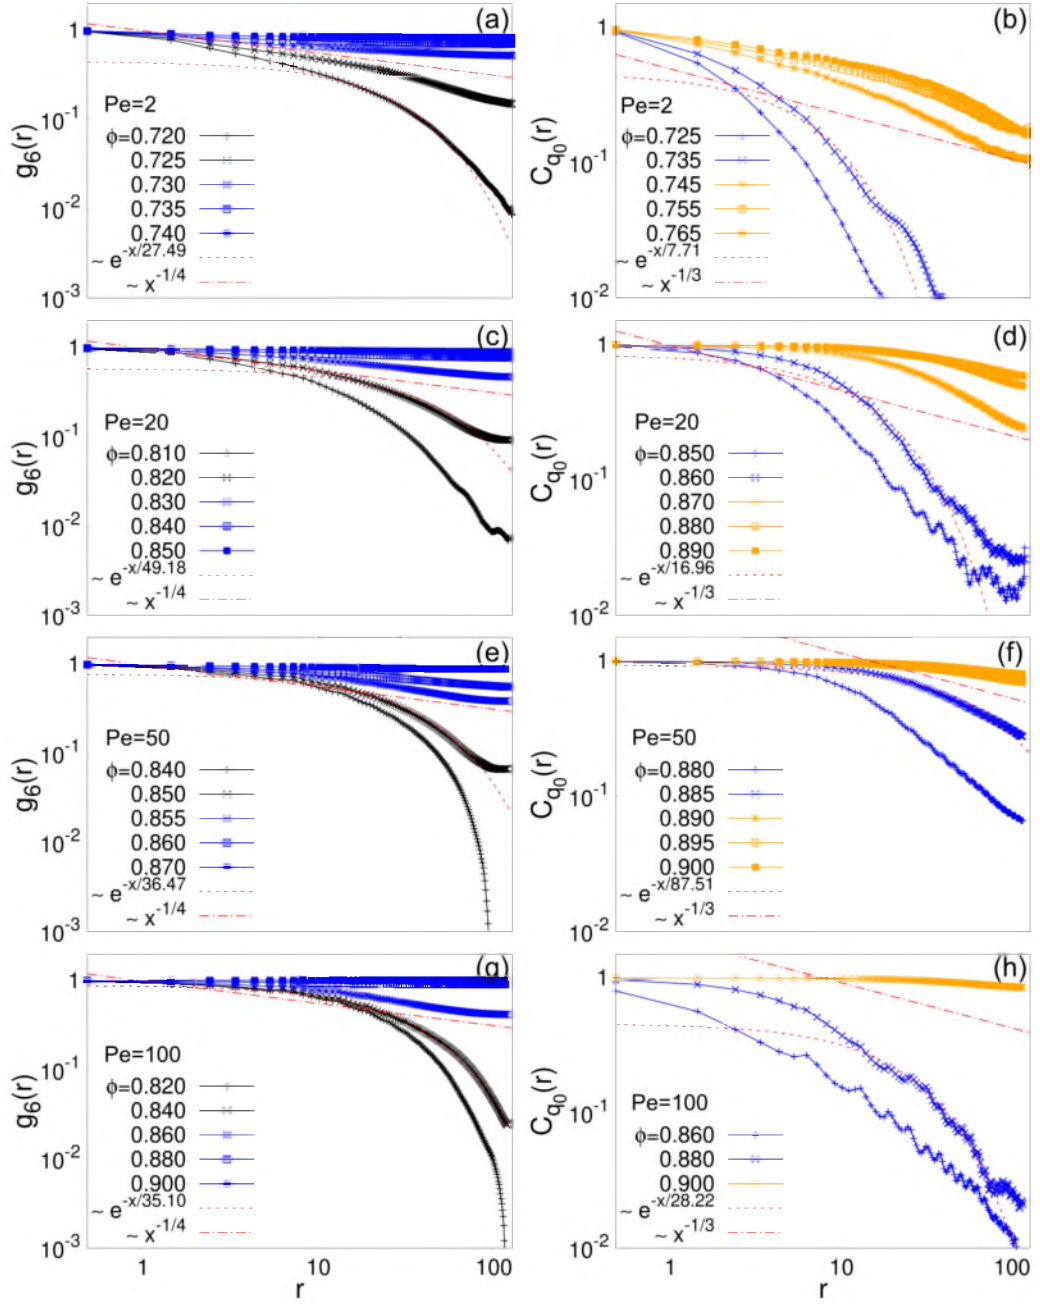 (a)
1
10^-1
10^-2
10^-3
g6(r)
Pe=2
ϕ=0.720
0.725
0.730
0.735
0.740
~ e^-x/27.49
~ x^-1/4
(b)
1
10^-1
10^-2
Cq0(r)
Pe=2
ϕ=0.725
0.735
0.745
0.755
0.765
~ e^-x/7.71
~ x^-1/3
(c)
1
10^-1
10^-2
10^-3
g6(r)
Pe=20
ϕ=0.810
0.820
0.830
0.840
0.850
~ e^-x/49.18
~ x^-1/4
(d)
1
10^-1
10^-2
Cq0(r)
Pe=20
ϕ=0.850
0.860
0.870
0.880
0.890
~ e^-x/16.96
~ x^-1/3
(e)
1
10^-1
10^-2
10^-3
g6(r)
Pe=50
ϕ=0.840
0.850
0.855
0.860
0.870
~ e^-x/36.47
~ x^-1/4
(f)
1
10^-1
10^-2
Cq0(r)
Pe=50
ϕ=0.880
0.885
0.890
0.895
0.900
~ e^-x/87.51
~ x^-1/3
(g)
1
10^-1
10^-2
10^-3
g6(r)
Pe=100
ϕ=0.820
0.840
0.860
0.880
0.900
~ e^-x/35.10
~ x^-1/4
1 10 100
r
(h)
1
10^-1
10^-2
Cq0(r)
Pe=100
ϕ=0.860
0.880
0.900
~ e^-x/28.22
~ x^-1/3
1 10 100
r